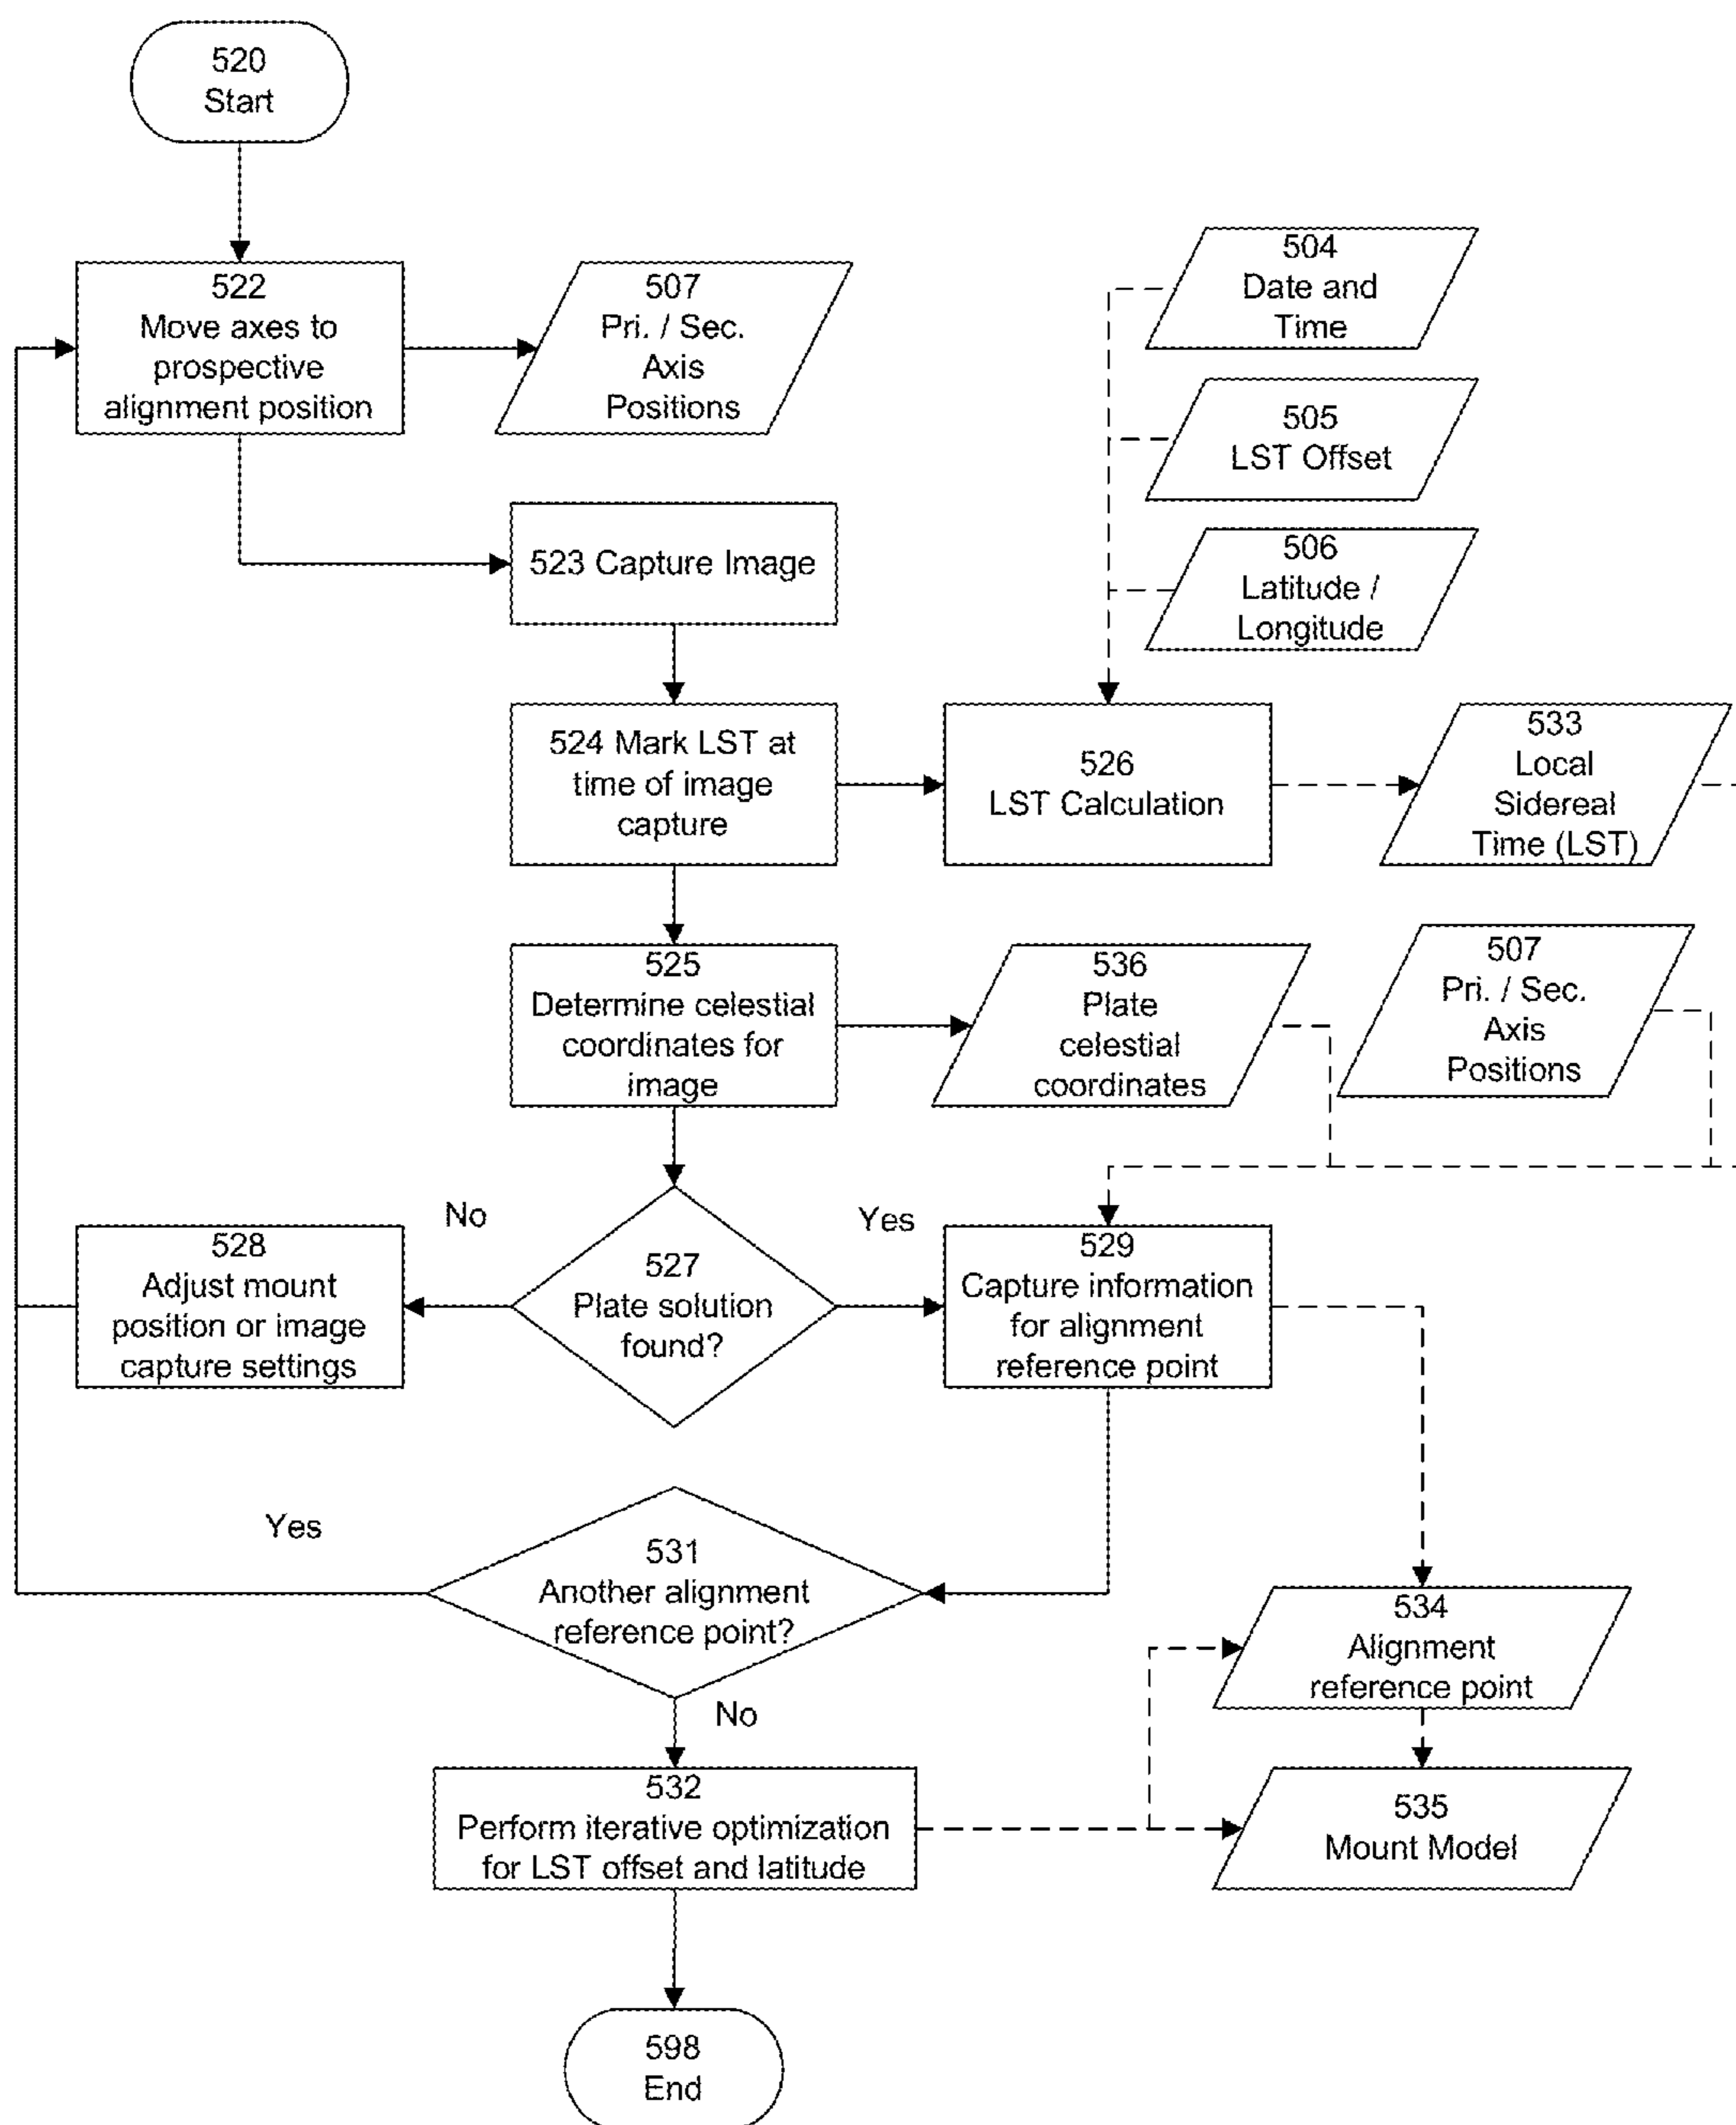 520
Start
522
Move axes to
prospective
alignment position
507
Pri. / Sec.
Axis
Positions
504
Date and
Time
505
LST Offset
506
Latitude /
Longitude
523 Capture Image
524 Mark LST at
time of image
capture
526
LST Calculation
533
Local
Sidereal
Time (LST)
525
Determine celestial
coordinates for
image
536
Plate
celestial
coordinates
507
Pri. / Sec.
Axis
Positions
No
Yes
528
Adjust mount
position or image
capture settings
527
Plate solution
found?
529
Capture information
for alignment
reference point
Yes
531
Another alignment
reference point?
No
534
Alignment
reference point
532
Perform iterative optimization
for LST offset and latitude
535
Mount Model
598
End